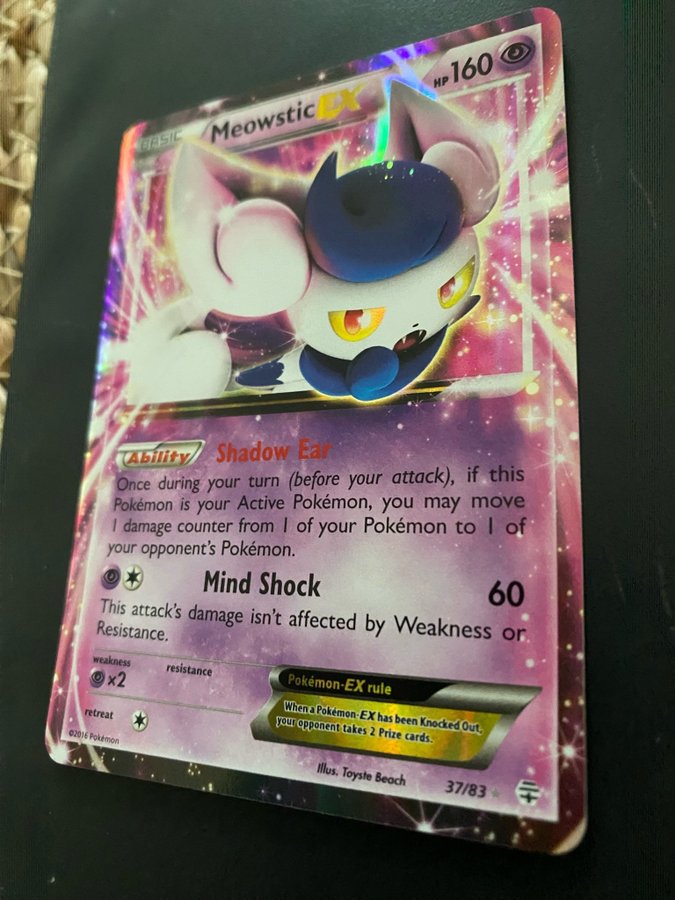 BASIC Meowstic EX HP 160
Ability Shadow Ear
Once during your turn (before your attack), if this
Pokémon is your Active Pokémon, you may move
1 damage counter from 1 of your Pokémon to 1 of
your opponent's Pokémon.
Mind Shock 60
This attack's damage isn't affected by Weakness or
Resistance.
weakness resistance
x2
Pokémon-EX rule
When a Pokémon-EX has been Knocked Out,
your opponent takes 2 Prize cards.
retreat
©2016 Pokémon
Illus. Toyste Beach
37/83